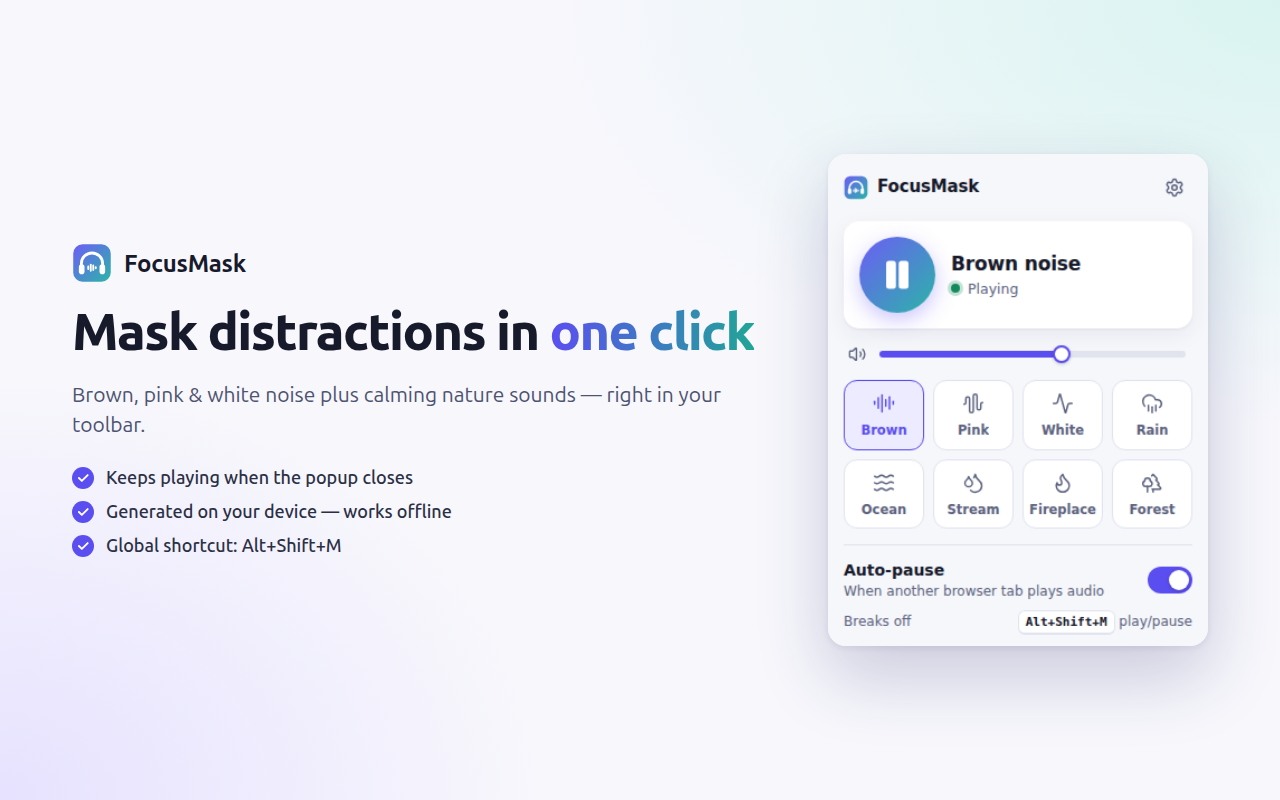 FocusMask
Mask distractions in one click
Brown, pink & white noise plus calming nature sounds — right in your
toolbar.
Keeps playing when the popup closes
Generated on your device — works offline
Global shortcut: Alt+Shift+M
FocusMask
Brown noise
Playing
Brown
Pink
White
Rain
Ocean
Stream
Fireplace
Forest
Auto-pause
When another browser tab plays audio
Breaks off
Alt+Shift+M play/pause